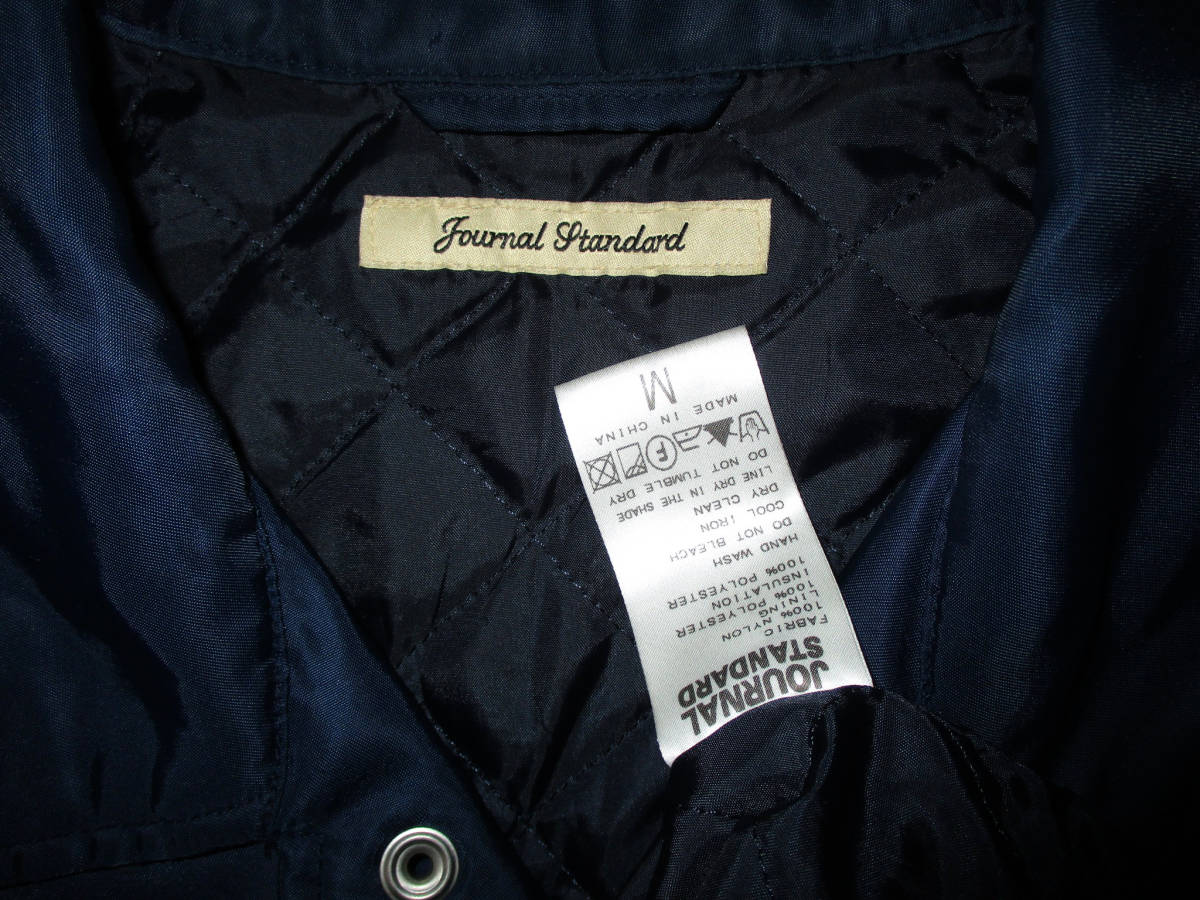 Journal Standard
JOURNAL
STANDARD
FABRIC NYLON
100%
LINING POLYESTER
100%
INSULATION
100% POLYESTER
HAND WASH
DO NOT BLEACH
COOL IRON
DRY CLEAN
LINE DRY IN THE SHADE
DO NOT TUMBLE DRY
F
MADE IN CHINA
M